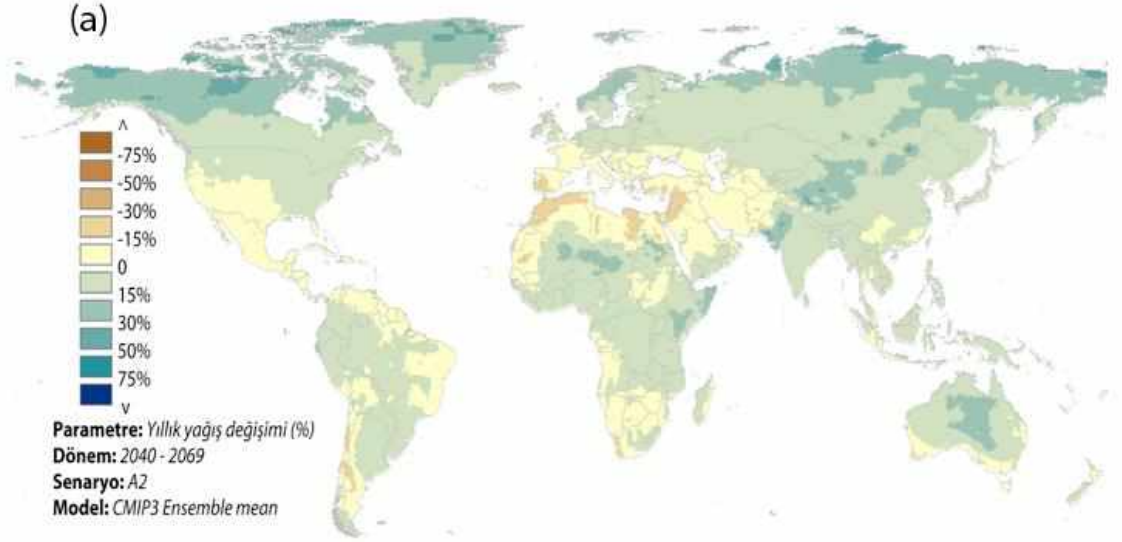 (a)
Λ
-75%
-50%
-30%
-15%
0
15%
30%
50%
75%
V
Parametre: Yıllık yağış değişimi (%)
Dönem: 2040 - 2069
Senaryo: A2
Model: CMIP3 Ensemble mean